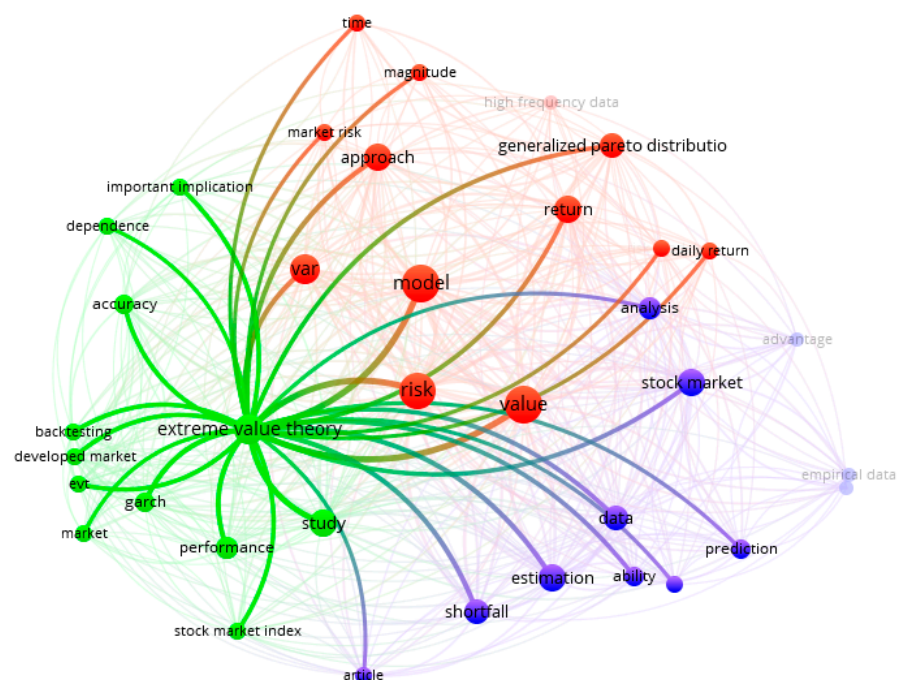 time
magnitude
high frequency data
market risk
generalized pareto distributio
approach
important implication
return
dependence
daily return
var
model
accuracy
analysis
advantage
stock market
risk
value
extreme value theory
backtesting
developed market
empirical data
evt
garch
data
study
market
performance
prediction
estimation
ability
shortfall
stock market index
article